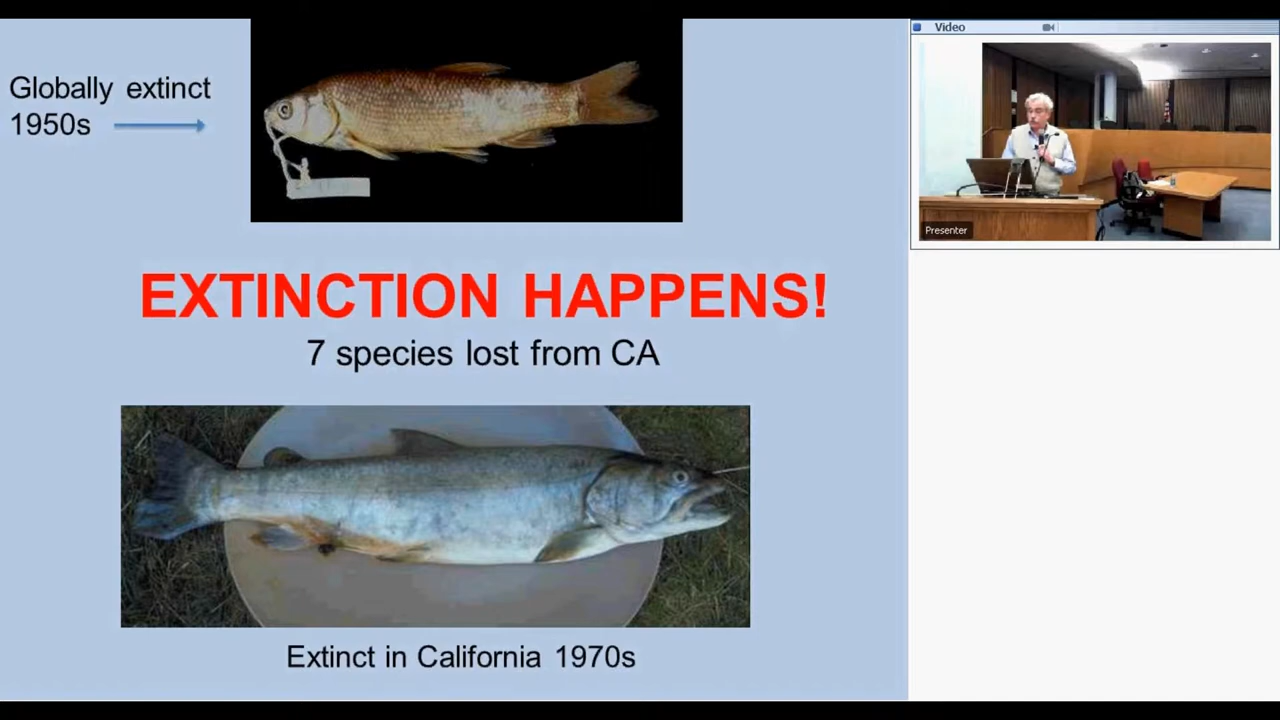 Globally extinct
1950s
EXTINCTION HAPPENS!
7 species lost from CA
Extinct in California 1970s
Video
Presenter